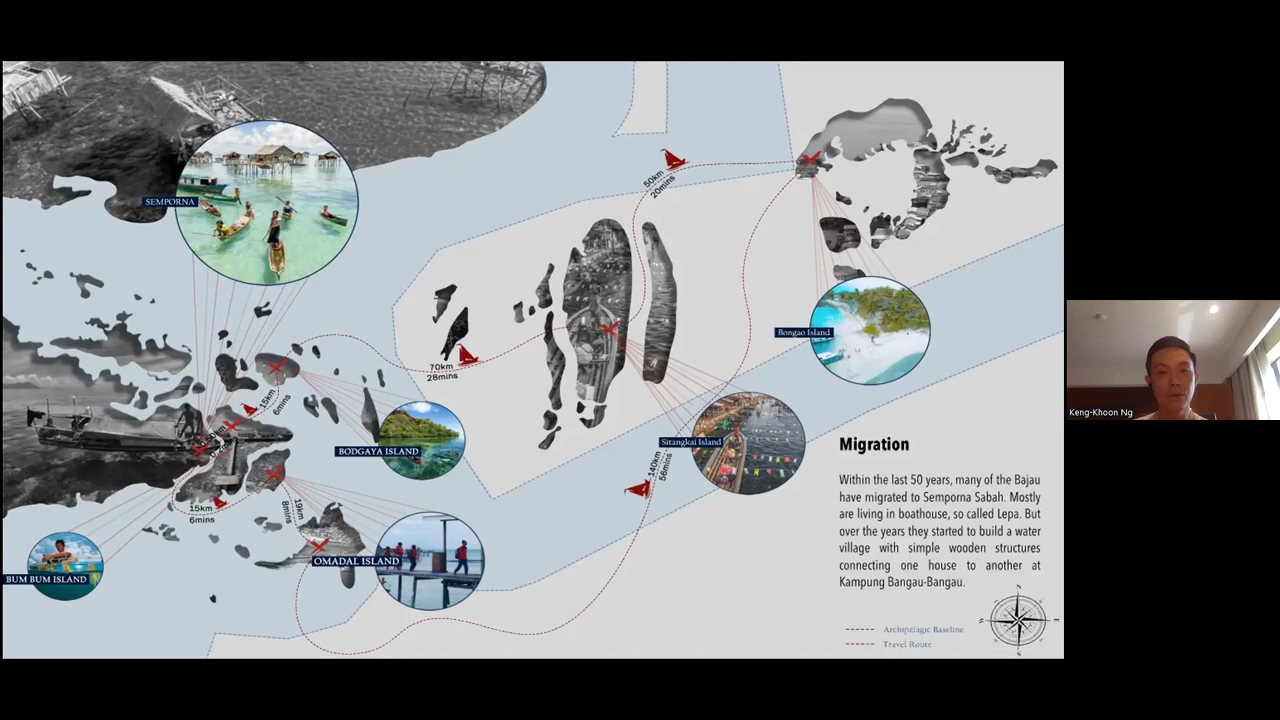 SEMPORNA
50km
20mins
Bongao Island
70km
28mins
15km
6mins
BODGAYA ISLAND
Sitangkai Island
140km
56mins
15km
6mins
19km
8mins
OMADAL ISLAND
BUM BUM ISLAND
Migration
Within the last 50 years, many of the Bajau
have migrated to Semporna Sabah. Mostly
are living in boathouse, so called Lepa. But
over the years they started to build a water
village with simple wooden structures
connecting one house to another at
Kampung Bangau-Bangau.
N
W
E
S
Archipelagic Baseline
Travel Route
Keng-Khoon Ng